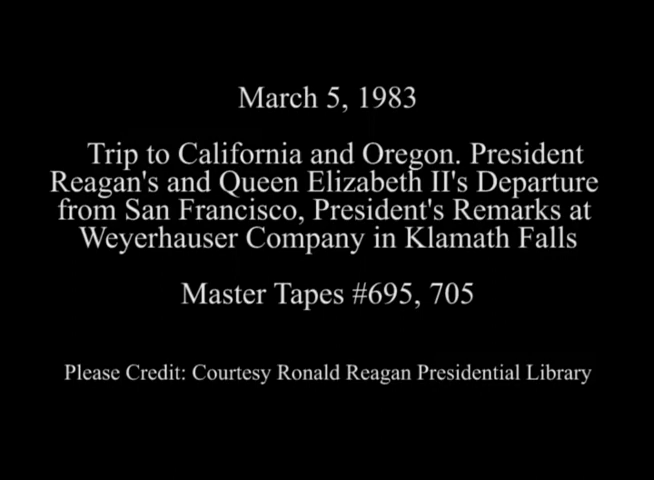 March 5, 1983
Trip to California and Oregon. President
Reagan's and Queen Elizabeth II's Departure
from San Francisco, President's Remarks at
Weyerhauser Company in Klamath Falls
Master Tapes #695, 705
Please Credit: Courtesy Ronald Reagan Presidential Library